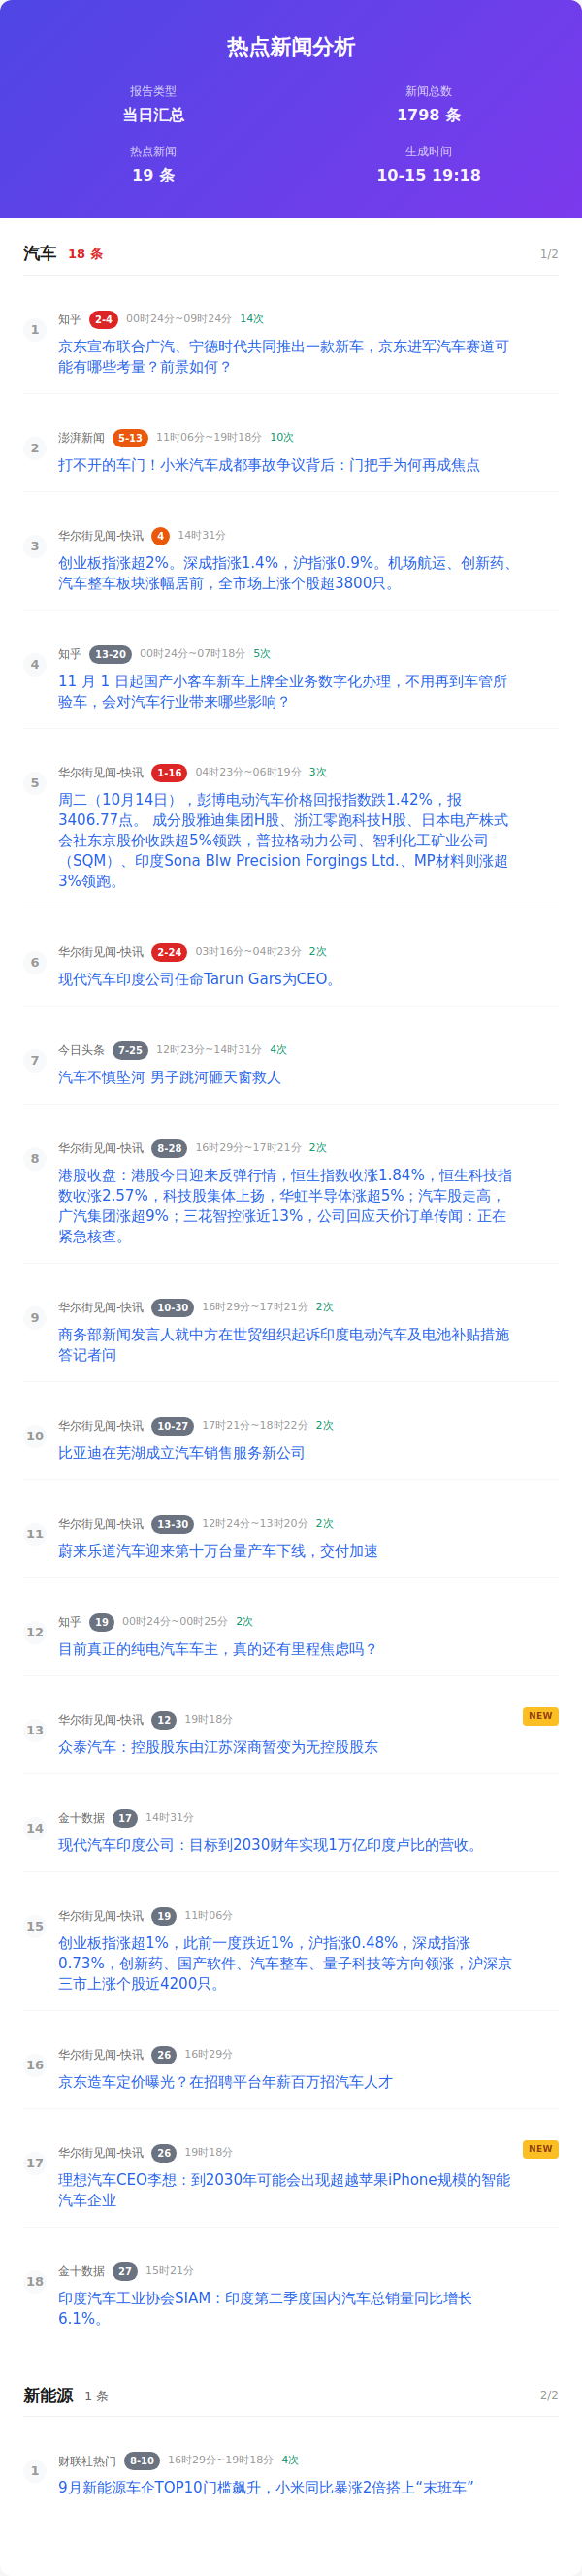 热点新闻分析
报告类型
新闻总数
当日汇总
1798 条
热点新闻
生成时间
19 条
10-15 19:18
汽车 18 条 1/2
1
知乎 2-4 00时24分~09时24分 14次
京东宣布联合广汽、宁德时代共同推出一款新车，京东进军汽车赛道可
能有哪些考量？前景如何？
2
澎湃新闻 5-13 11时06分~19时18分 10次
打不开的车门！小米汽车成都事故争议背后：门把手为何再成焦点
3
华尔街见闻-快讯 4 14时31分
创业板指涨超2%。深成指涨1.4%，沪指涨0.9%。机场航运、创新药、
汽车整车板块涨幅居前，全市场上涨个股超3800只。
4
知乎 13-20 00时24分~07时18分 5次
11 月 1 日起国产小客车新车上牌全业务数字化办理，不用再到车管所
验车，会对汽车行业带来哪些影响？
5
华尔街见闻-快讯 1-16 04时23分~06时19分 3次
周二（10月14日），彭博电动汽车价格回报指数跌1.42%，报
3406.77点。 成分股雅迪集团H股、浙江零跑科技H股、日本电产株式
会社东京股价收跌超5%领跌，普拉格动力公司、智利化工矿业公司
（SQM）、印度Sona Blw Precision Forgings Ltd.、MP材料则涨超
3%领跑。
6
华尔街见闻-快讯 2-24 03时16分~04时23分 2次
现代汽车印度公司任命Tarun Gars为CEO。
7
今日头条 7-25 12时23分~14时31分 4次
汽车不慎坠河 男子跳河砸天窗救人
8
华尔街见闻-快讯 8-28 16时29分~17时21分 2次
港股收盘：港股今日迎来反弹行情，恒生指数收涨1.84%，恒生科技指
数收涨2.57%，科技股集体上扬，华虹半导体涨超5%；汽车股走高，
广汽集团涨超9%；三花智控涨近13%，公司回应天价订单传闻：正在
紧急核查。
9
华尔街见闻-快讯 10-30 16时29分~17时21分 2次
商务部新闻发言人就中方在世贸组织起诉印度电动汽车及电池补贴措施
答记者问
10
华尔街见闻-快讯 10-27 17时21分~18时22分 2次
比亚迪在芜湖成立汽车销售服务新公司
11
华尔街见闻-快讯 13-30 12时24分~13时20分 2次
蔚来乐道汽车迎来第十万台量产车下线，交付加速
12
知乎 19 00时24分~00时25分 2次
目前真正的纯电汽车车主，真的还有里程焦虑吗？
13
华尔街见闻-快讯 12 19时18分 NEW
众泰汽车：控股股东由江苏深商暂变为无控股股东
14
金十数据 17 14时31分
现代汽车印度公司：目标到2030财年实现1万亿印度卢比的营收。
15
华尔街见闻-快讯 19 11时06分
创业板指涨超1%，此前一度跌近1%，沪指涨0.48%，深成指涨
0.73%，创新药、国产软件、汽车整车、量子科技等方向领涨，沪深京
三市上涨个股近4200只。
16
华尔街见闻-快讯 26 16时29分
京东造车定价曝光？在招聘平台年薪百万招汽车人才
17
华尔街见闻-快讯 26 19时18分 NEW
理想汽车CEO李想：到2030年可能会出现超越苹果iPhone规模的智能
汽车企业
18
金十数据 27 15时21分
印度汽车工业协会SIAM：印度第二季度国内汽车总销量同比增长
6.1%。
新能源 1 条 2/2
1
财联社热门 8-10 16时29分~19时18分 4次
9月新能源车企TOP10门槛飙升，小米同比暴涨2倍搭上“末班车”